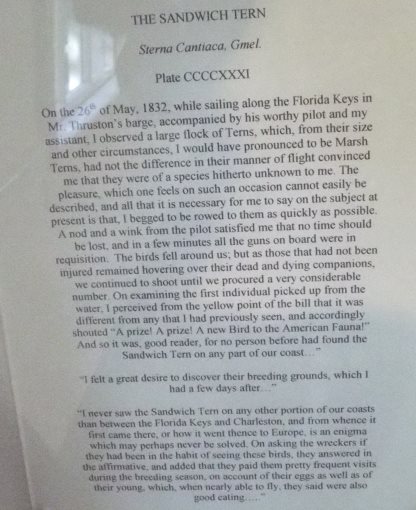 THE SANDWICH TERN
Sterna Cantiaca, Gmel.
Plate CCCCXXXI
On the 26th of May, 1832, while sailing along the Florida Keys in
Mr. Thruston's barge, accompanied by his worthy pilot and my
assistant, I observed a large flock of Terns, which, from their size
and other circumstances, I would have pronounced to be Marsh
Terns, had not the difference in their manner of flight convinced
me that they were of a species hitherto unknown to me. The
pleasure, which one feels on such an occasion cannot easily be
described, and all that it is necessary for me to say on the subject at
present is that, I begged to be rowed to them as quickly as possible.
A nod and a wink from the pilot satisfied me that no time should
be lost, and in a few minutes all the guns on board were in
requisition. The birds fell around us; but as those that had not been
injured remained hovering over their dead and dying companions,
we continued to shoot until we procured a very considerable
number. On examining the first individual picked up from the
water, I perceived from the yellow point of the bill that it was
different from any that I had previously seen, and accordingly
shouted "A prize! A prize! A new Bird to the American Fauna!"
And so it was, good reader, for no person before had found the
Sandwich Tern on any part of our coast…"
"I felt a great desire to discover their breeding grounds, which I
had a few days after…"
"I never saw the Sandwich Tern on any other portion of our coasts
than between the Florida Keys and Charleston, and from whence it
first came there, or how it went thence to Europe, is an enigma
which may perhaps never be solved. On asking the wreckers if
they had been in the habit of seeing these birds, they answered in
the affirmative, and added that they paid them pretty frequent visits
during the breeding season, on account of their eggs as well as of
their young, which, when nearly able to fly, they said were also
good eating….."